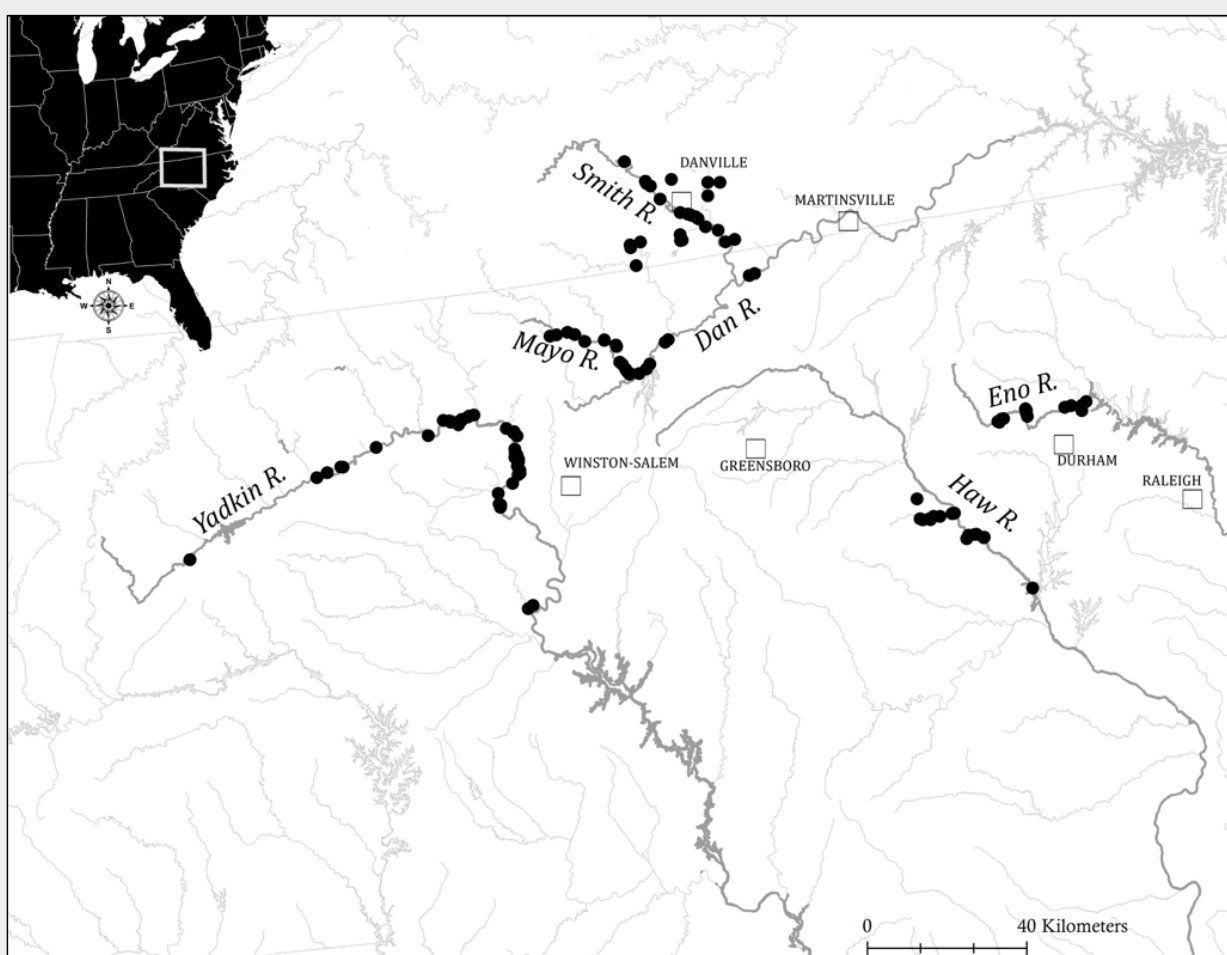 DANVILLE
Smith R.
MARTINSVILLE
N
W E
S
Dan R.
Mayo R.
Eno R.
WINSTON-SALEM
GREENSBORO
DURHAM
RALEIGH
Yadkin R.
Haw R.
0 40 Kilometers